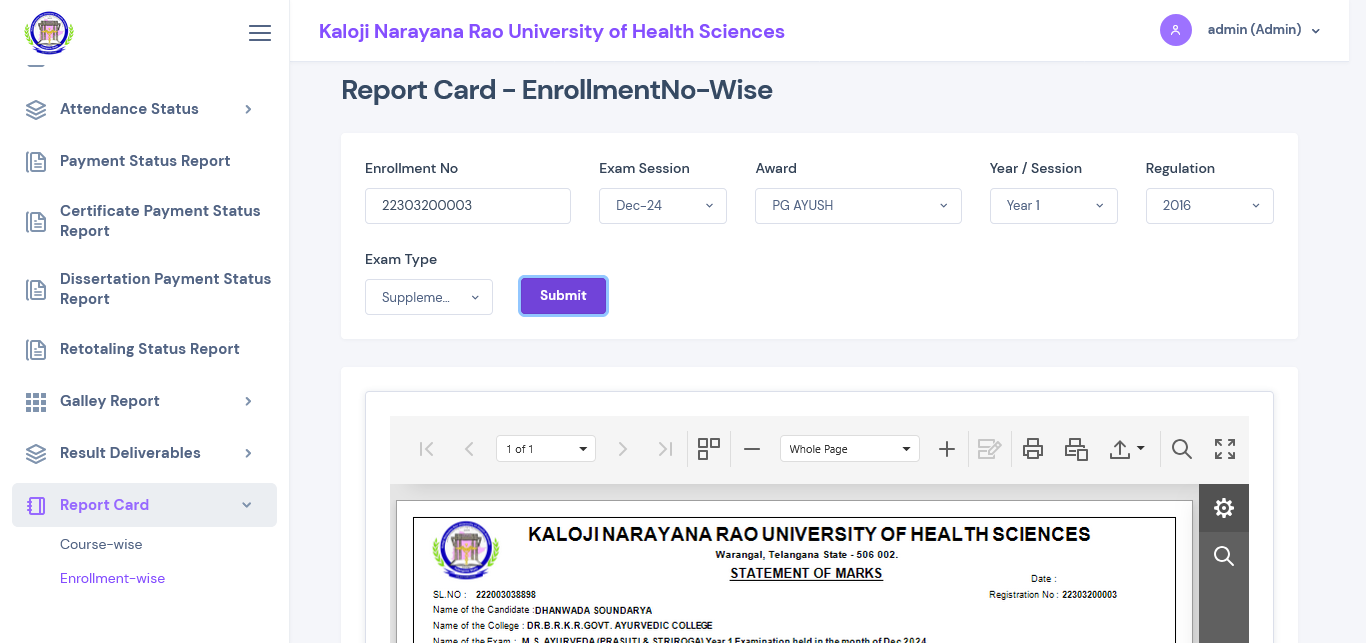 Kaloji Narayana Rao University of Health Sciences
admin (Admin)
Attendance Status
Payment Status Report
Certificate Payment Status
Report
Dissertation Payment Status
Report
Retotaling Status Report
Galley Report
Result Deliverables
Report Card
Course-wise
Enrollment-wise
Report Card - EnrollmentNo-Wise
Enrollment No
Exam Session
Award
Year / Session
Regulation
22303200003
Dec-24
PG AYUSH
Year 1
2016
Exam Type
Suppleme...
Submit
1 of 1
Whole Page
KALOJI NARAYANA RAO UNIVERSITY OF HEALTH SCIENCES
Warangal, Telangana State - 506 002.
STATEMENT OF MARKS
Date :
SL.NO : 222003038898
Registration No : 22303200003
Name of the Candidate :DHANWADA SOUNDARYA
Name of the College : DR.B.R.K.R.GOVT. AYURVEDIC COLLEGE
Name of the Exam : M.S. AYURVEDA (PRASUTI & STRIROGA) Year 1 Examination held in the month of Dec 2024